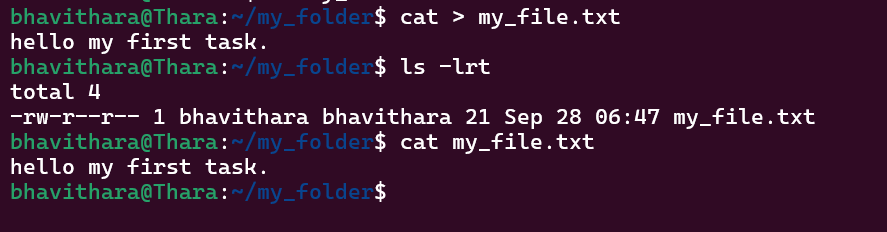 bhavithara@Thara:~/my_folder$ cat > my_file.txt
hello my first task.
bhavithara@Thara:~/my_folder$ ls -lrt
total 4
-rw-r--r-- 1 bhavithara bhavithara 21 Sep 28 06:47 my_file.txt
bhavithara@Thara:~/my_folder$ cat my_file.txt
hello my first task.
bhavithara@Thara:~/my_folder$